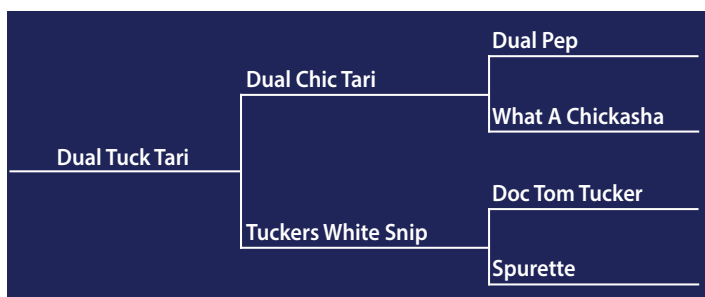 Dual Pep
Dual Chic Tari
What A Chickasha
Dual Tuck Tari
Doc Tom Tucker
Tuckers White Snip
Spurette